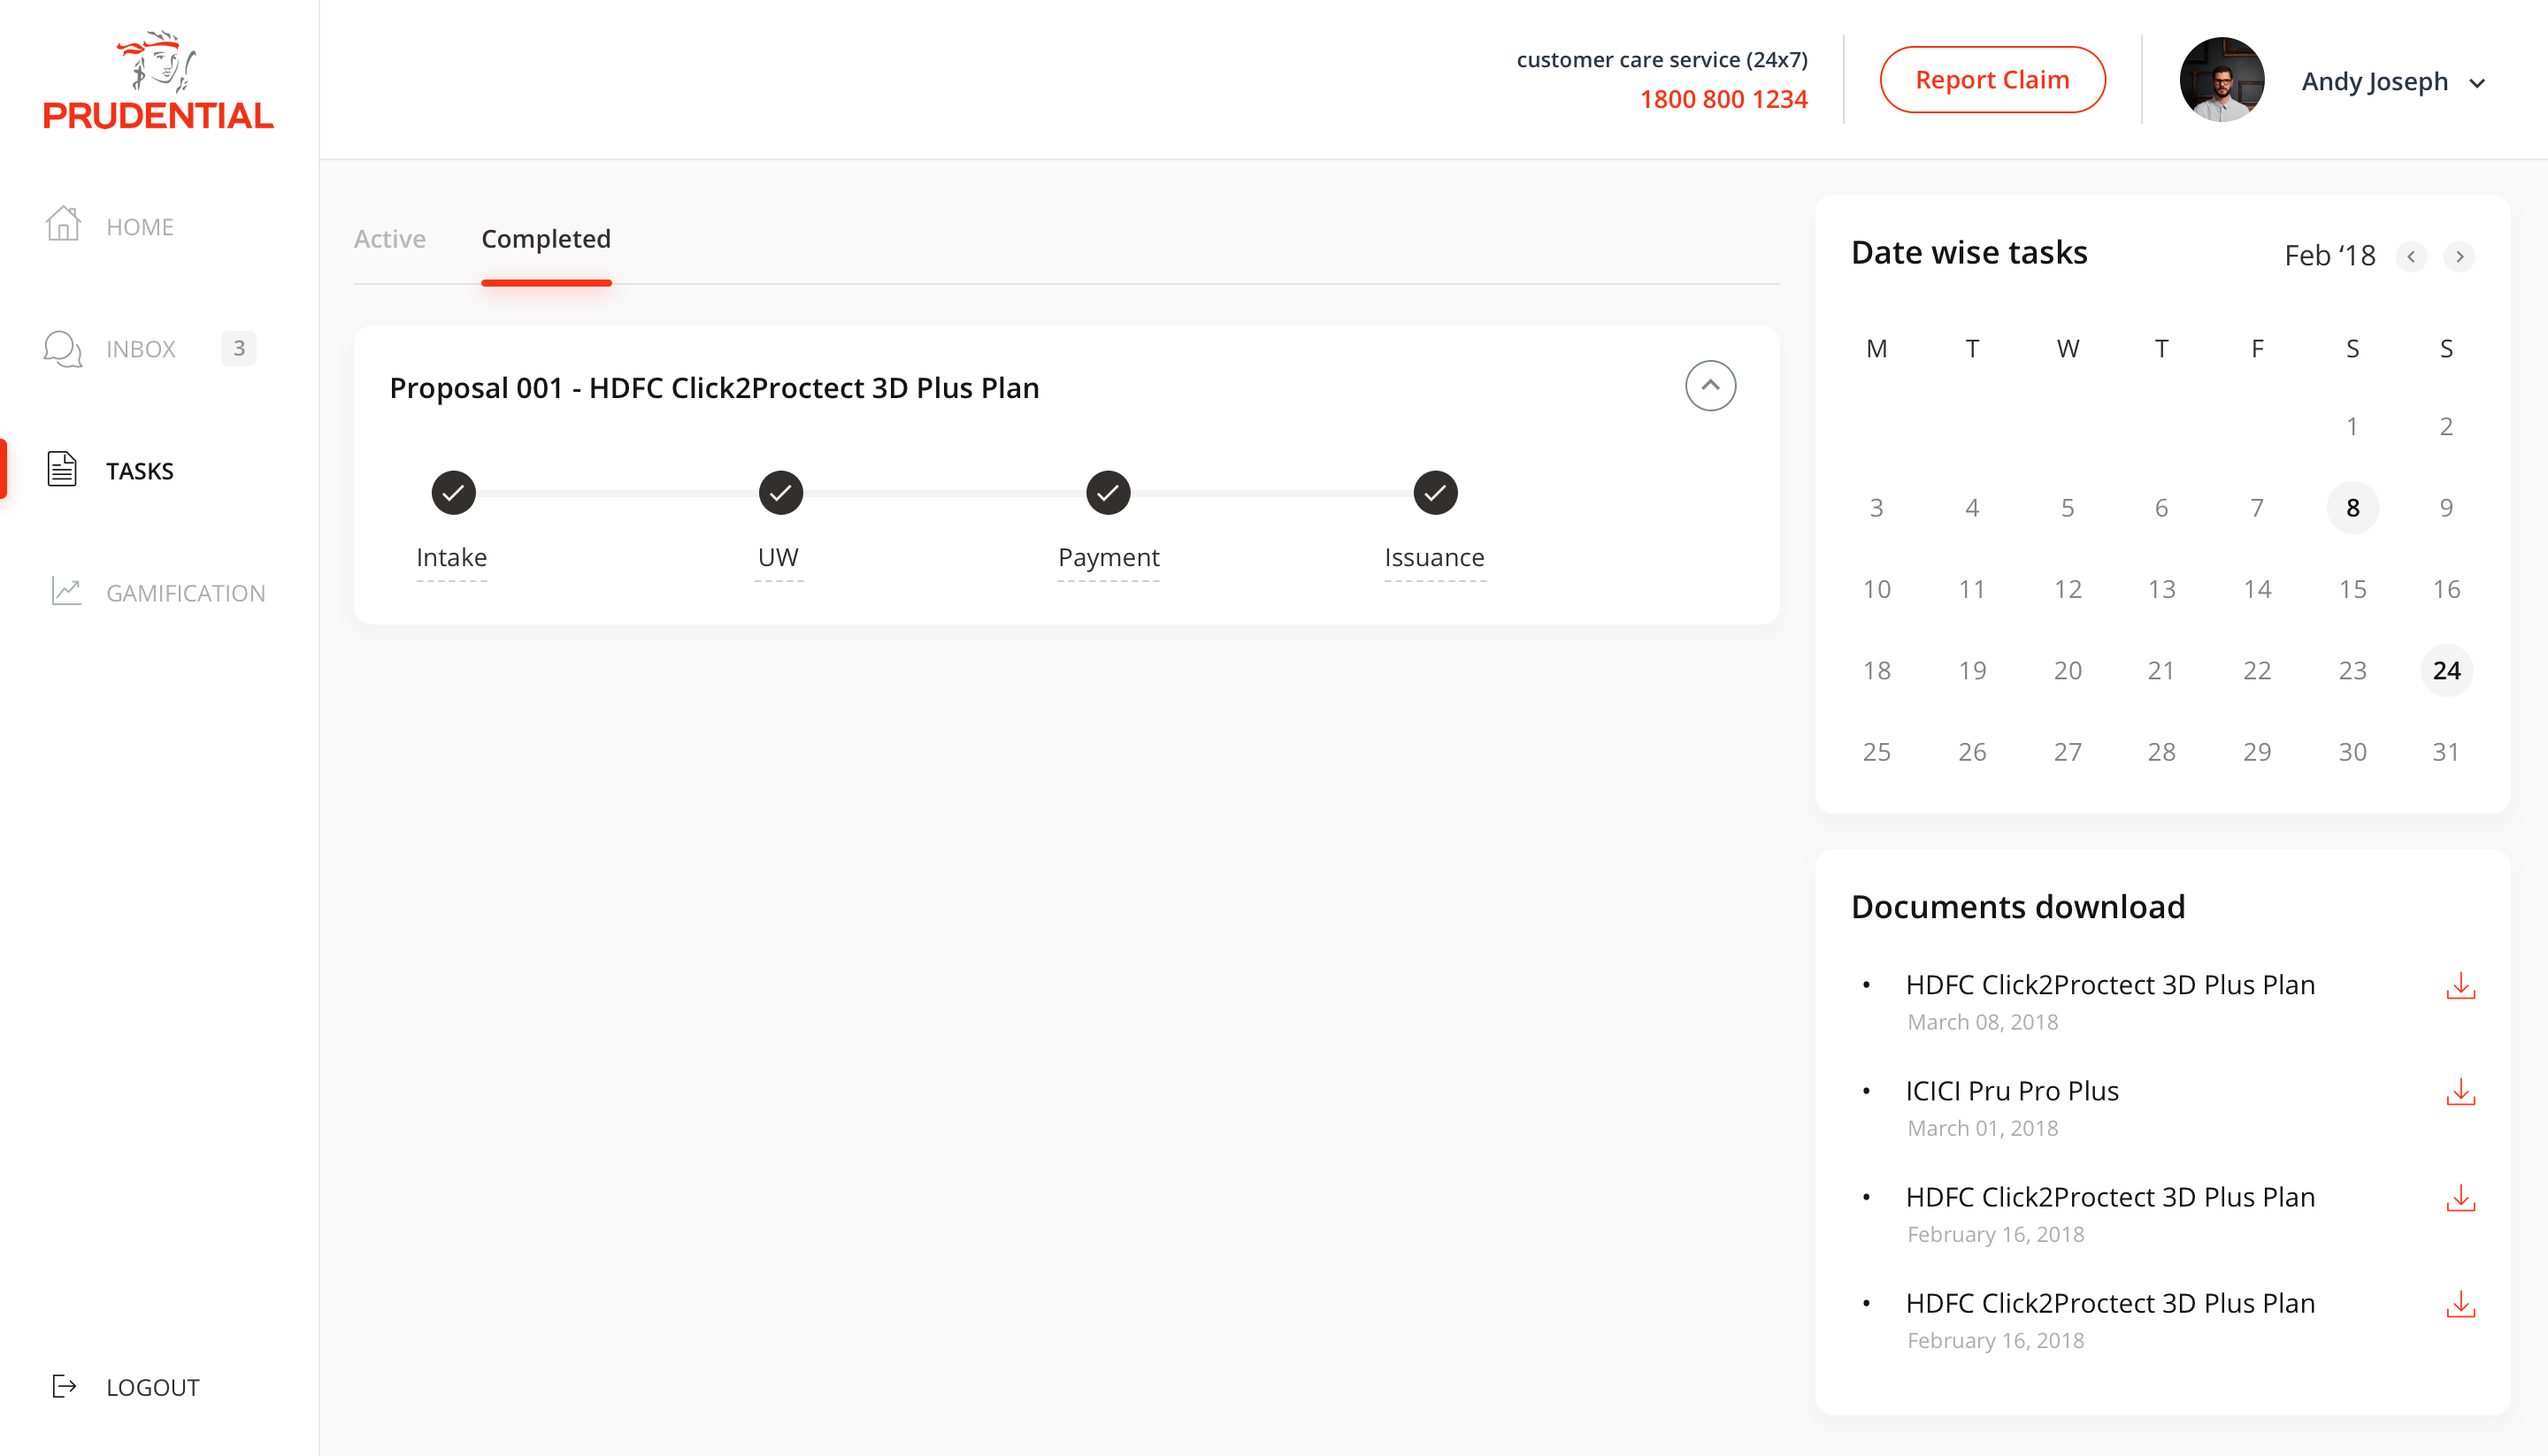 PRUDENTIAL
customer care service (24x7)
1800 800 1234
Report Claim
Andy Joseph
HOME
INBOX 3
TASKS
GAMIFICATION
LOGOUT
Active Completed
Proposal 001 - HDFC Click2Proctect 3D Plus Plan
Intake UW Payment Issuance
Date wise tasks Feb ‘18
M T W T F S S
1 2
3 4 5 6 7 8 9
10 11 12 13 14 15 16
18 19 20 21 22 23 24
25 26 27 28 29 30 31
Documents download
• HDFC Click2Proctect 3D Plus Plan
March 08, 2018
• ICICI Pru Pro Plus
March 01, 2018
• HDFC Click2Proctect 3D Plus Plan
February 16, 2018
• HDFC Click2Proctect 3D Plus Plan
February 16, 2018